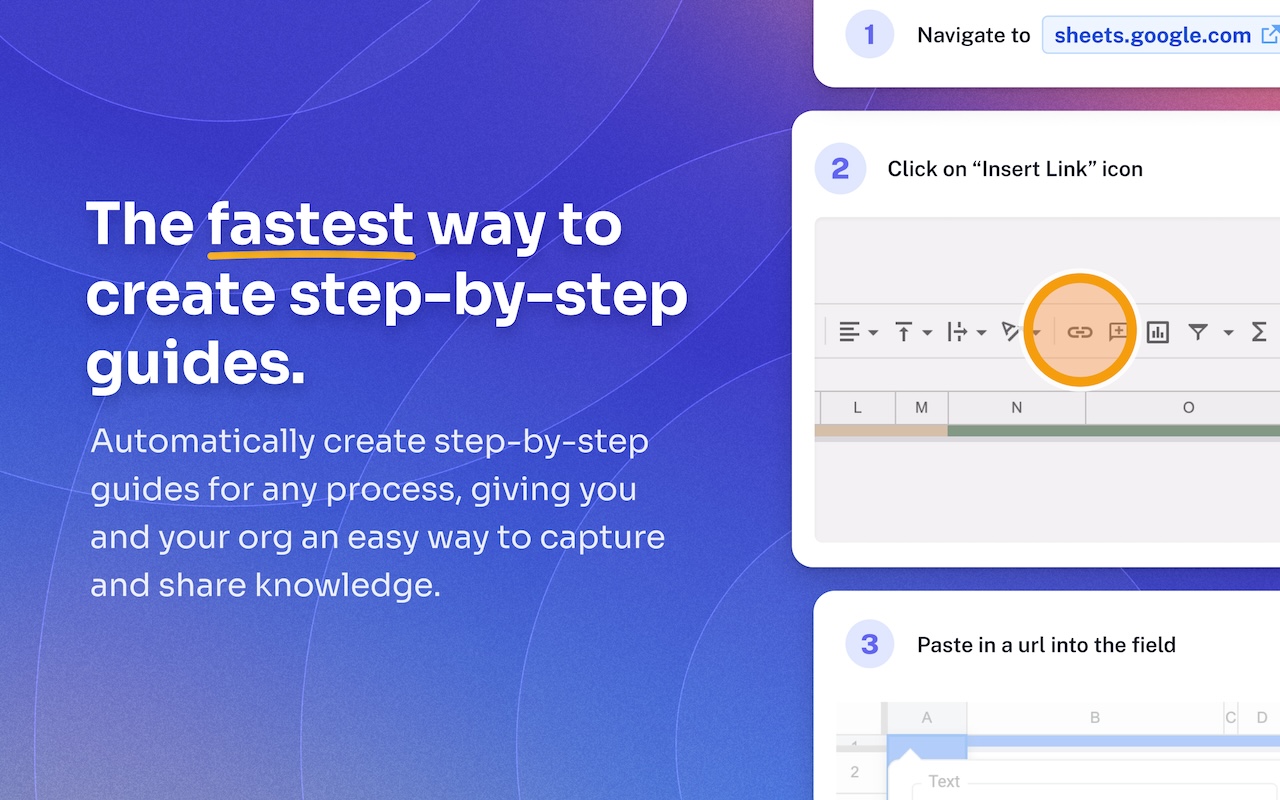 The fastest way to
create step-by-step
guides.
Automatically create step-by-step
guides for any process, giving you
and your org an easy way to capture
and share knowledge.
1 Navigate to sheets.google.com
2 Click on “Insert Link” icon
L M N O
3 Paste in a url into the field
A B C D
2
Text